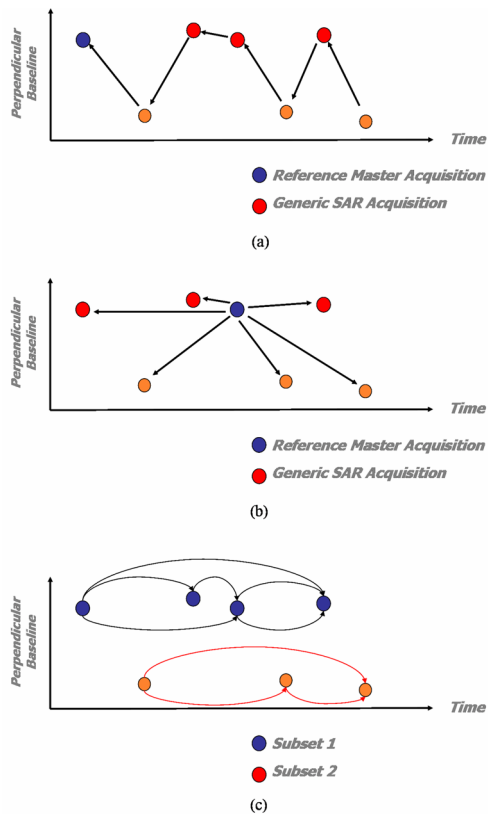 Perpendicular
Baseline
Time
Reference Master Acquisition
Generic SAR Acquisition
(a)
Perpendicular
Baseline
Time
Reference Master Acquisition
Generic SAR Acquisition
(b)
Perpendicular
Baseline
Time
Subset 1
Subset 2
(c)